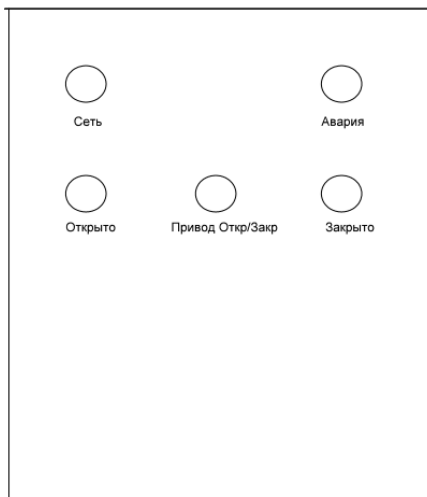 Сеть
Авария
Открыто
Привод Откр/Закр
Закрыто